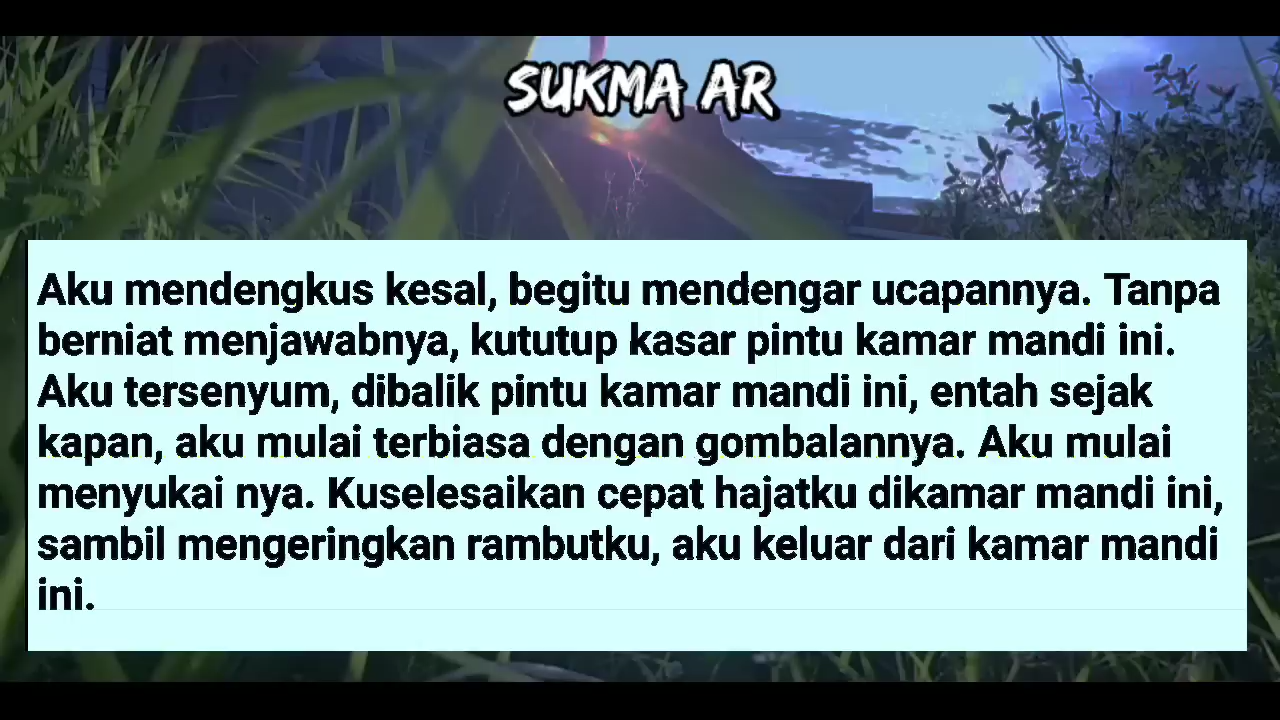 SUKMA AR
Aku mendengkus kesal, begitu mendengar ucapannya. Tanpa
berniat menjawabnya, kututup kasar pintu kamar mandi ini.
Aku tersenyum, dibalik pintu kamar mandi ini, entah sejak
kapan, aku mulai terbiasa dengan gombalannya. Aku mulai
menyukai nya. Kuselesaikan cepat hajatku dikamar mandi ini,
sambil mengeringkan rambutku, aku keluar dari kamar mandi
ini.